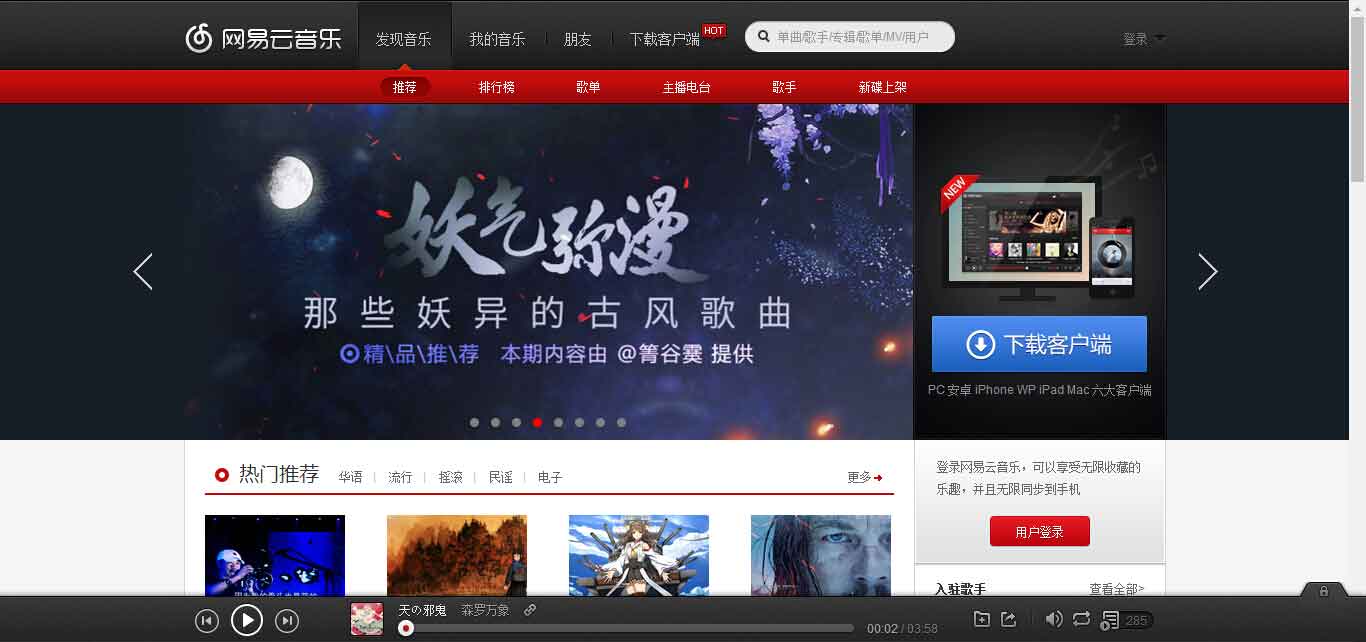 网易云音乐
发现音乐 我的音乐 朋友 下载客户端 HOT
单曲/歌手/专辑/歌单/MV/用户
登录
推荐 排行榜 歌单 主播电台 歌手 新碟上架
妖气弥漫
那些妖异的古风歌曲
精\品\推\荐 本期内容由 @箐谷霙 提供
NEW
下载客户端
PC 安卓 iPhone WP iPad Mac 六大客户端
热门推荐 华语 流行 摇滚 民谣 电子 更多
登录网易云音乐，可以享受无限收藏的
乐趣，并且无限同步到手机
用户登录
入驻歌手 查看全部>
天の邪鬼 森罗万象
00:02 / 03:58
285